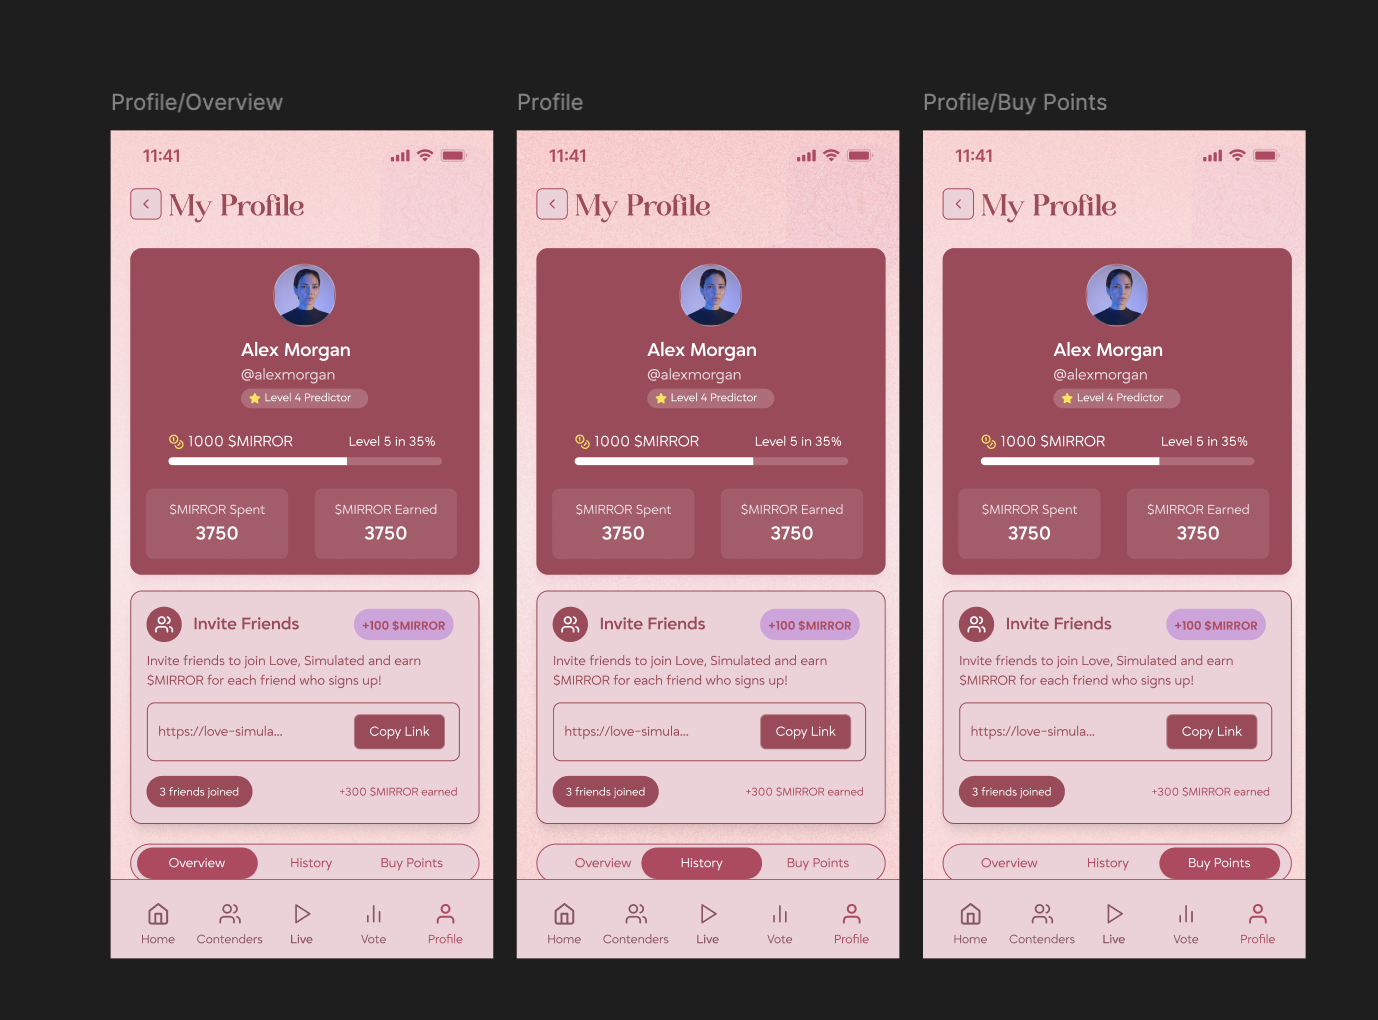 Profile/Overview
11:41
My Profile
Alex Morgan
@alexmorgan
Level 4 Predictor
1000 $MIRROR
Level 5 in 35%
$MIRROR Spent
3750
$MIRROR Earned
3750
Invite Friends
+100 $MIRROR
Invite friends to join Love, Simulated and earn
$MIRROR for each friend who signs up!
https://love-simula...
Copy Link
3 friends joined
+300 $MIRROR earned
Overview
History
Buy Points
Home
Contenders
Live
Vote
Profile
Profile
11:41
My Profile
Alex Morgan
@alexmorgan
Level 4 Predictor
1000 $MIRROR
Level 5 in 35%
$MIRROR Spent
3750
$MIRROR Earned
3750
Invite Friends
+100 $MIRROR
Invite friends to join Love, Simulated and earn
$MIRROR for each friend who signs up!
https://love-simula...
Copy Link
3 friends joined
+300 $MIRROR earned
Overview
History
Buy Points
Home
Contenders
Live
Vote
Profile
Profile/Buy Points
11:41
My Profile
Alex Morgan
@alexmorgan
Level 4 Predictor
1000 $MIRROR
Level 5 in 35%
$MIRROR Spent
3750
$MIRROR Earned
3750
Invite Friends
+100 $MIRROR
Invite friends to join Love, Simulated and earn
$MIRROR for each friend who signs up!
https://love-simula...
Copy Link
3 friends joined
+300 $MIRROR earned
Overview
History
Buy Points
Home
Contenders
Live
Vote
Profile